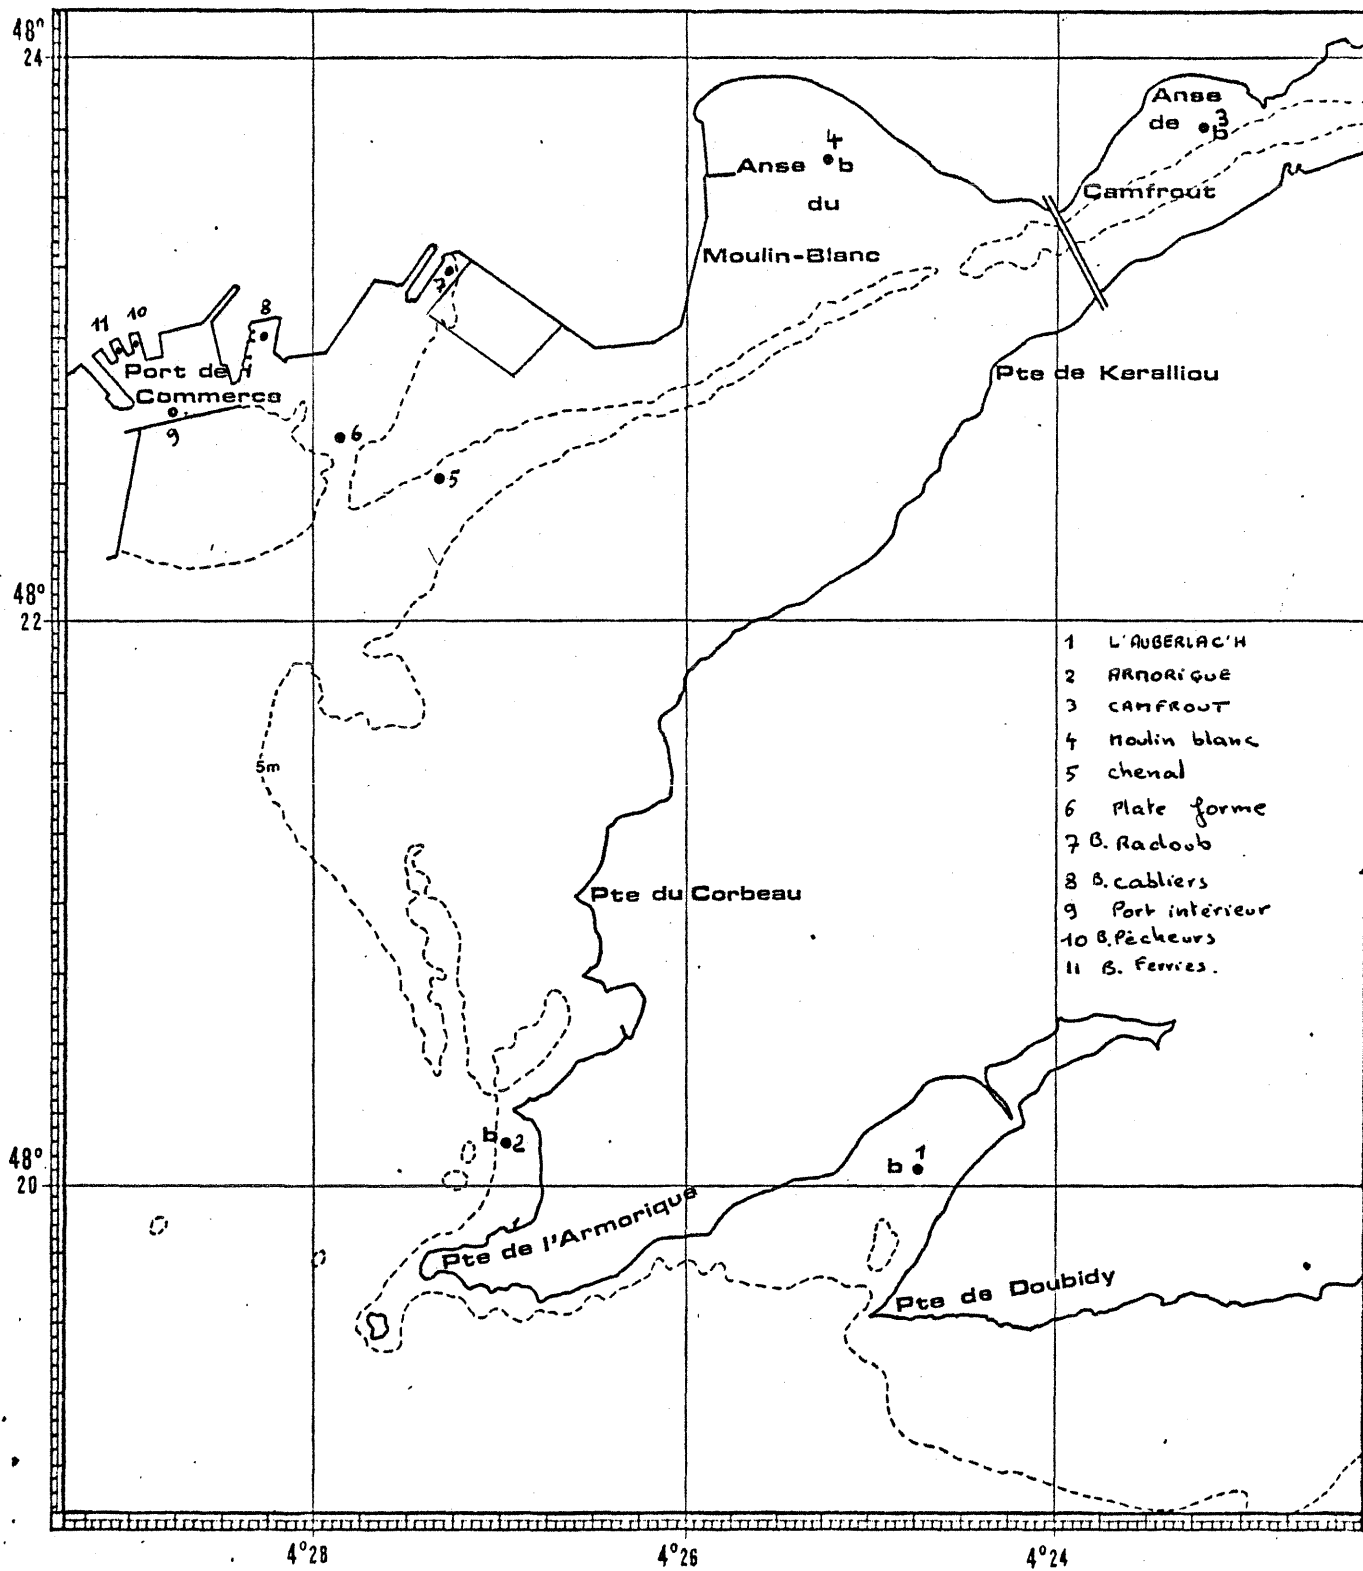 48°
24
Anse
de
3
b
4
Anse b
du
Camfrout
Moulin-Blanc
7
8
10
11
Port de
Commerce
9
6
5
Pte de Keralliou
48°
22
1 L'AUBERLAC'H
2 ARMORIQUE
3 CAMFROUT
4 Moulin blanc
5 chenal
6 Plate forme
7 B. Radoub
8 B. cabliers
9 Port intérieur
10 B. Pêcheurs
11 B. Ferries.
5m
Pte du Corbeau
b 2
b 1
48°
20
Pte de l'Armorique
Pte de Doubidy
4°28
4°26
4°24